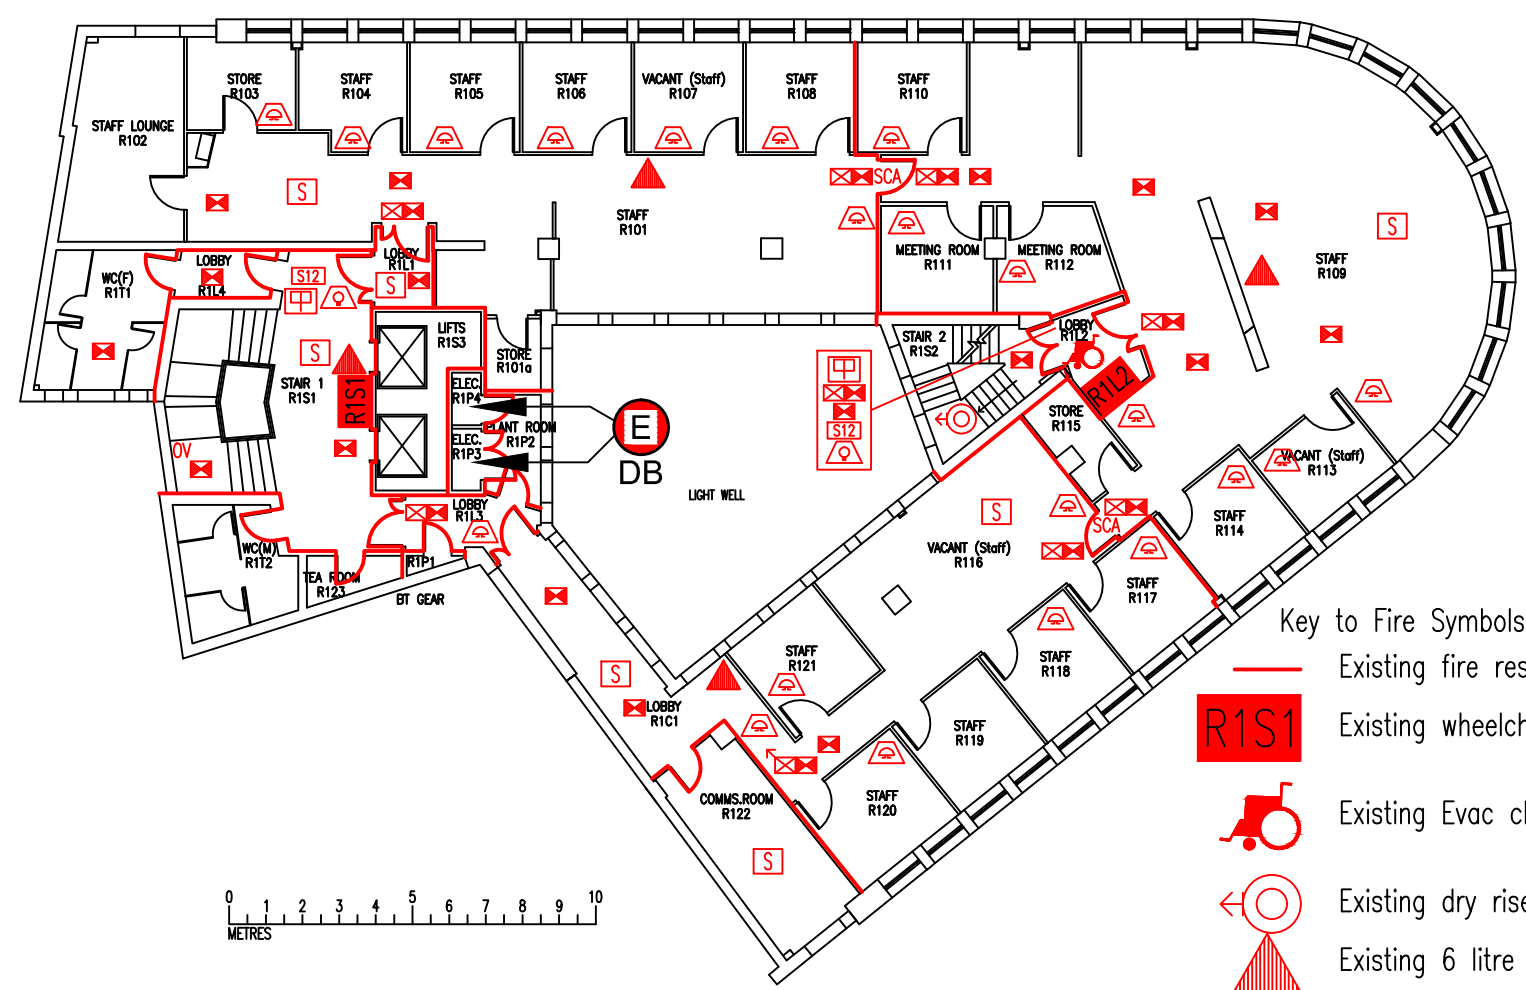 STORE
R103
STAFF
R104
STAFF
R105
STAFF
R106
VACANT (Staff)
R107
STAFF
R108
STAFF
R110
STAFF LOUNGE
R102
S
SCA
STAFF
R101
S
MEETING ROOM
R111
MEETING ROOM
R112
STAFF
R109
LOBBY
R1L1
LOBBY
R1L4
WC(F)
R1T1
S12
S
LIFTS
R1S3
STORE
R101a
STAIR 2
R1S2
LOBBY
R1L2
S
STAIR 1
R1S1
R1S1
ELEC.
R1P4
ELEC.
R1P3
PLANT ROOM
R1P2
E
DB
S12
R1L2
STORE
R115
OV
VACANT (Staff)
R113
LIGHT WELL
LOBBY
R1L3
S
SCA
STAFF
R114
WC(M)
R1T2
TEA ROOM
R123
R1P1
BT GEAR
VACANT (Staff)
R116
STAFF
R117
STAFF
R121
STAFF
R118
S
LOBBY
R1C1
STAFF
R119
COMMS.ROOM
R122
STAFF
R120
S
0 1 2 3 4 5 6 7 8 9 10
METRES
Key to Fire Symbols
Existing fire res
R1S1
Existing wheelch
Existing Evac c
Existing dry rise
Existing 6 litre